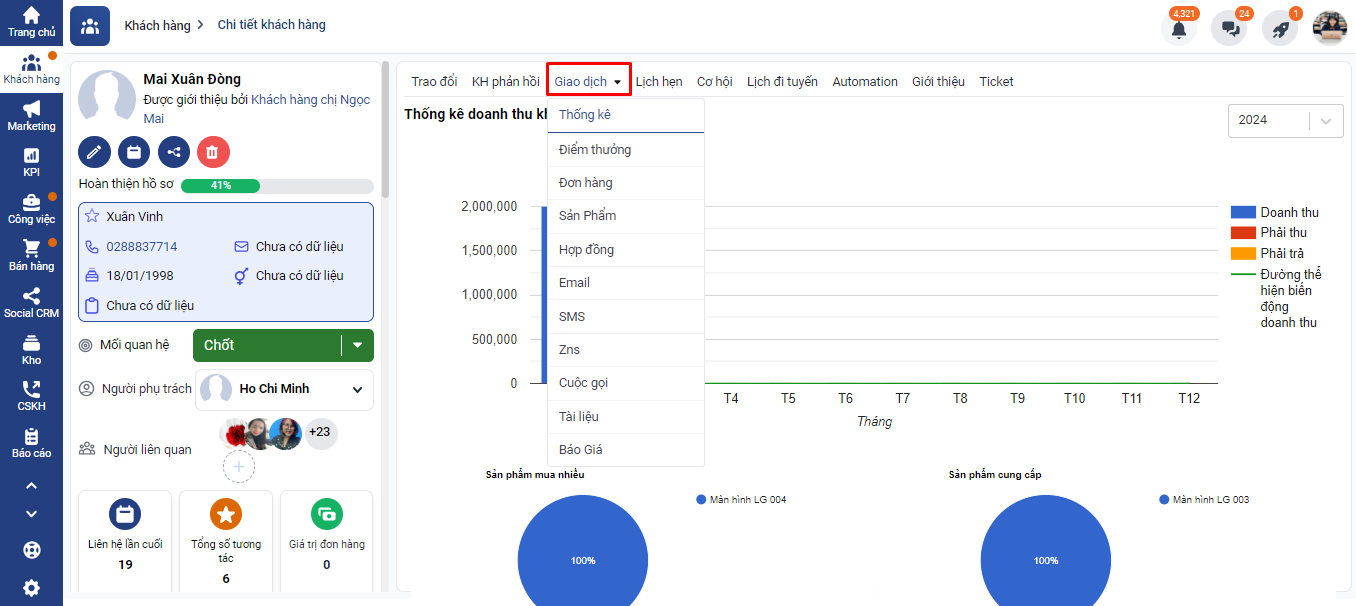 Trang chủ
Khách hàng
Marketing
KPI
Công việc
Bán hàng
Social CRM
Kho
CSKH
Báo cáo
Khách hàng
Chi tiết khách hàng
4,321
24
1
Mai Xuân Đòng
Được giới thiệu bởi Khách hàng chị Ngọc
Mai
Hoàn thiện hồ sơ 41%
Xuân Vinh
0288837714
Chưa có dữ liệu
18/01/1998
Chưa có dữ liệu
Chưa có dữ liệu
Mối quan hệ
Chốt
Người phụ trách
Ho Chi Minh
Người liên quan
+23
Liên hệ lần cuối
19
Tổng số tương
tác
6
Giá trị đơn hàng
0
Trao đổi
KH phản hồi
Giao dịch
Lịch hẹn
Cơ hội
Lịch đi tuyến
Automation
Giới thiệu
Ticket
Thống kê doanh thu
2024
Thống kê
Điểm thưởng
Đơn hàng
Sản Phẩm
Hợp đồng
Email
SMS
Zns
Cuộc gọi
Tài liệu
Báo Giá
2,000,000
1,500,000
1,000,000
500,000
0
T4
T5
T6
T7
T8
T9
T10
T11
T12
Tháng
Doanh thu
Phải thu
Phải trả
Đường thể
hiện biến
động
doanh thu
Sản phẩm mua nhiều
Màn hình LG 004
100%
Sản phẩm cung cấp
Màn hình LG 003
100%